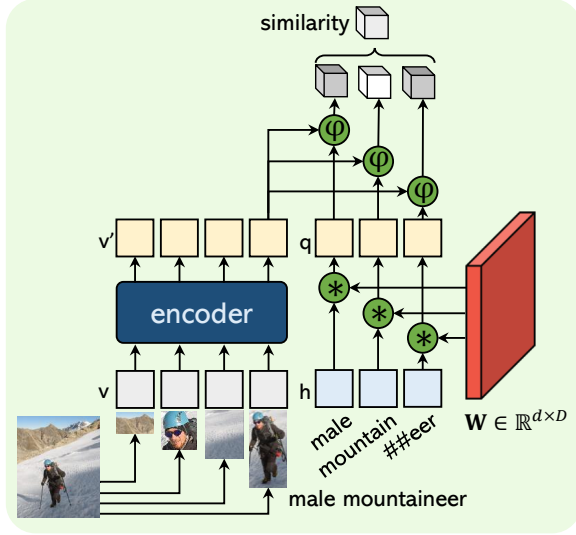 similarity
φ
φ
φ
v'
q
*
encoder
*
*
v
h
male
mountain
##eer
W ∈ ℝ^{d×D}
male mountaineer